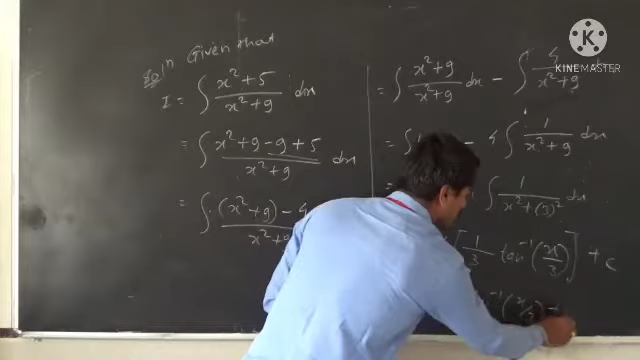 Soln Given that
I = ∫ x²+5 / x²+9 dx
= ∫ x²+9-9+5 / x²+9 dx
= ∫ (x²+9) - 4 / x²+9
= ∫ x²+9 / x²+9 dx - ∫ 4 / x²+9
= ∫ 1 - 4 ∫ 1 / x²+9 dx
∫ 1 / x²+(3)² dx
[1/3 tan⁻¹(x/3)] + c
⁻¹(x/3)
KINEMASTER